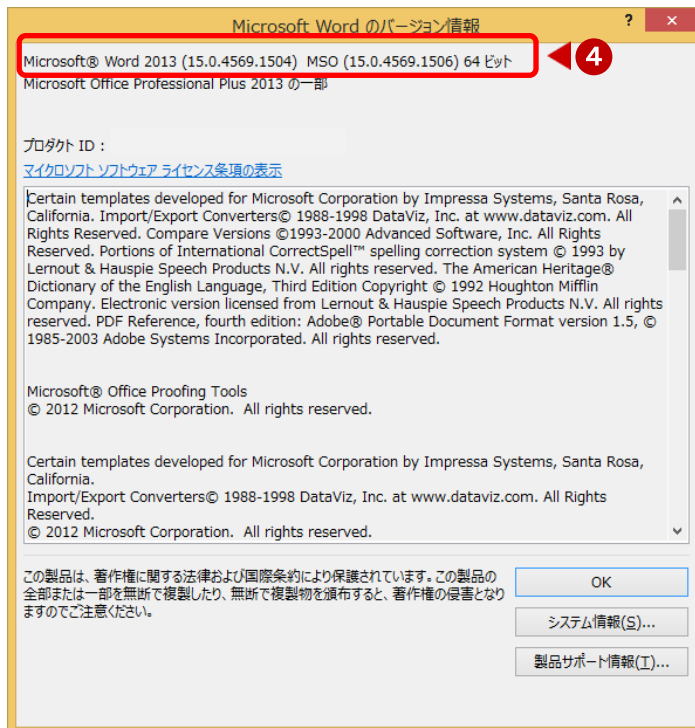 Microsoft Word のバージョン情報
? ×
Microsoft® Word 2013 (15.0.4569.1504) MSO (15.0.4569.1506) 64 ビット
4
Microsoft Office Professional Plus 2013 の一部
プロダクト ID :
マイクロソフト ソフトウェア ライセンス条項の表示
Certain templates developed for Microsoft Corporation by Impressa Systems, Santa Rosa,
California. Import/Export Converters© 1988-1998 DataViz, Inc. at www.dataviz.com. All
Rights Reserved. Compare Versions ©1993-2000 Advanced Software, Inc. All Rights
Reserved. Portions of International CorrectSpell™ spelling correction system © 1993 by
Lernout & Hauspie Speech Products N.V. All rights reserved. The American Heritage®
Dictionary of the English Language, Third Edition Copyright © 1992 Houghton Mifflin
Company. Electronic version licensed from Lernout & Hauspie Speech Products N.V. All rights
reserved. PDF Reference, fourth edition: Adobe® Portable Document Format version 1.5, ©
1985-2003 Adobe Systems Incorporated. All rights reserved.
Microsoft® Office Proofing Tools
© 2012 Microsoft Corporation. All rights reserved.
Certain templates developed for Microsoft Corporation by Impressa Systems, Santa Rosa,
California.
Import/Export Converters© 1988-1998 DataViz, Inc. at www.dataviz.com. All Rights
Reserved.
© 2012 Microsoft Corporation. All rights reserved.
この製品は、著作権に関する法律および国際条約により保護されています。この製品の
全部または一部を無断で複製したり、無断で複製物を頒布すると、著作権の侵害となり
ますのでご注意ください。
OK
システム情報(S)...
製品サポート情報(T)...